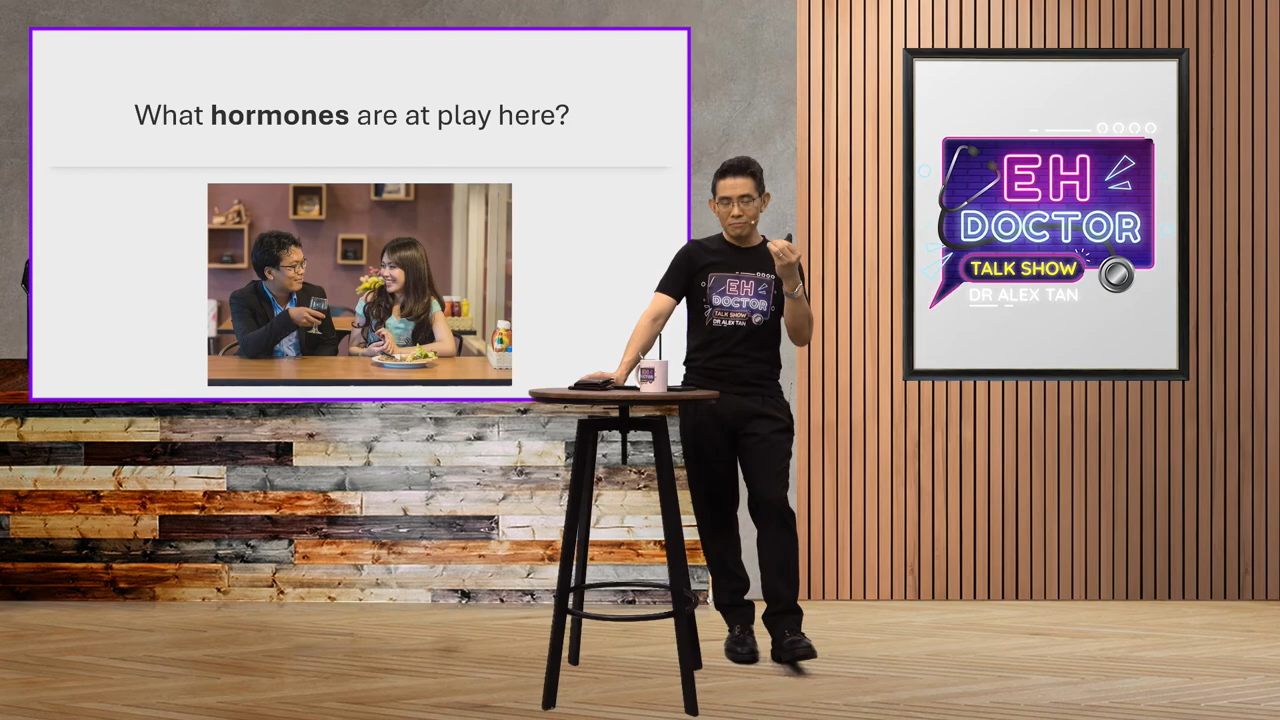 What hormones are at play here?
EH
DOCTOR
TALK SHOW
DR ALEX TAN
EH
DOCTOR
TALK SHOW
DR ALEX TAN